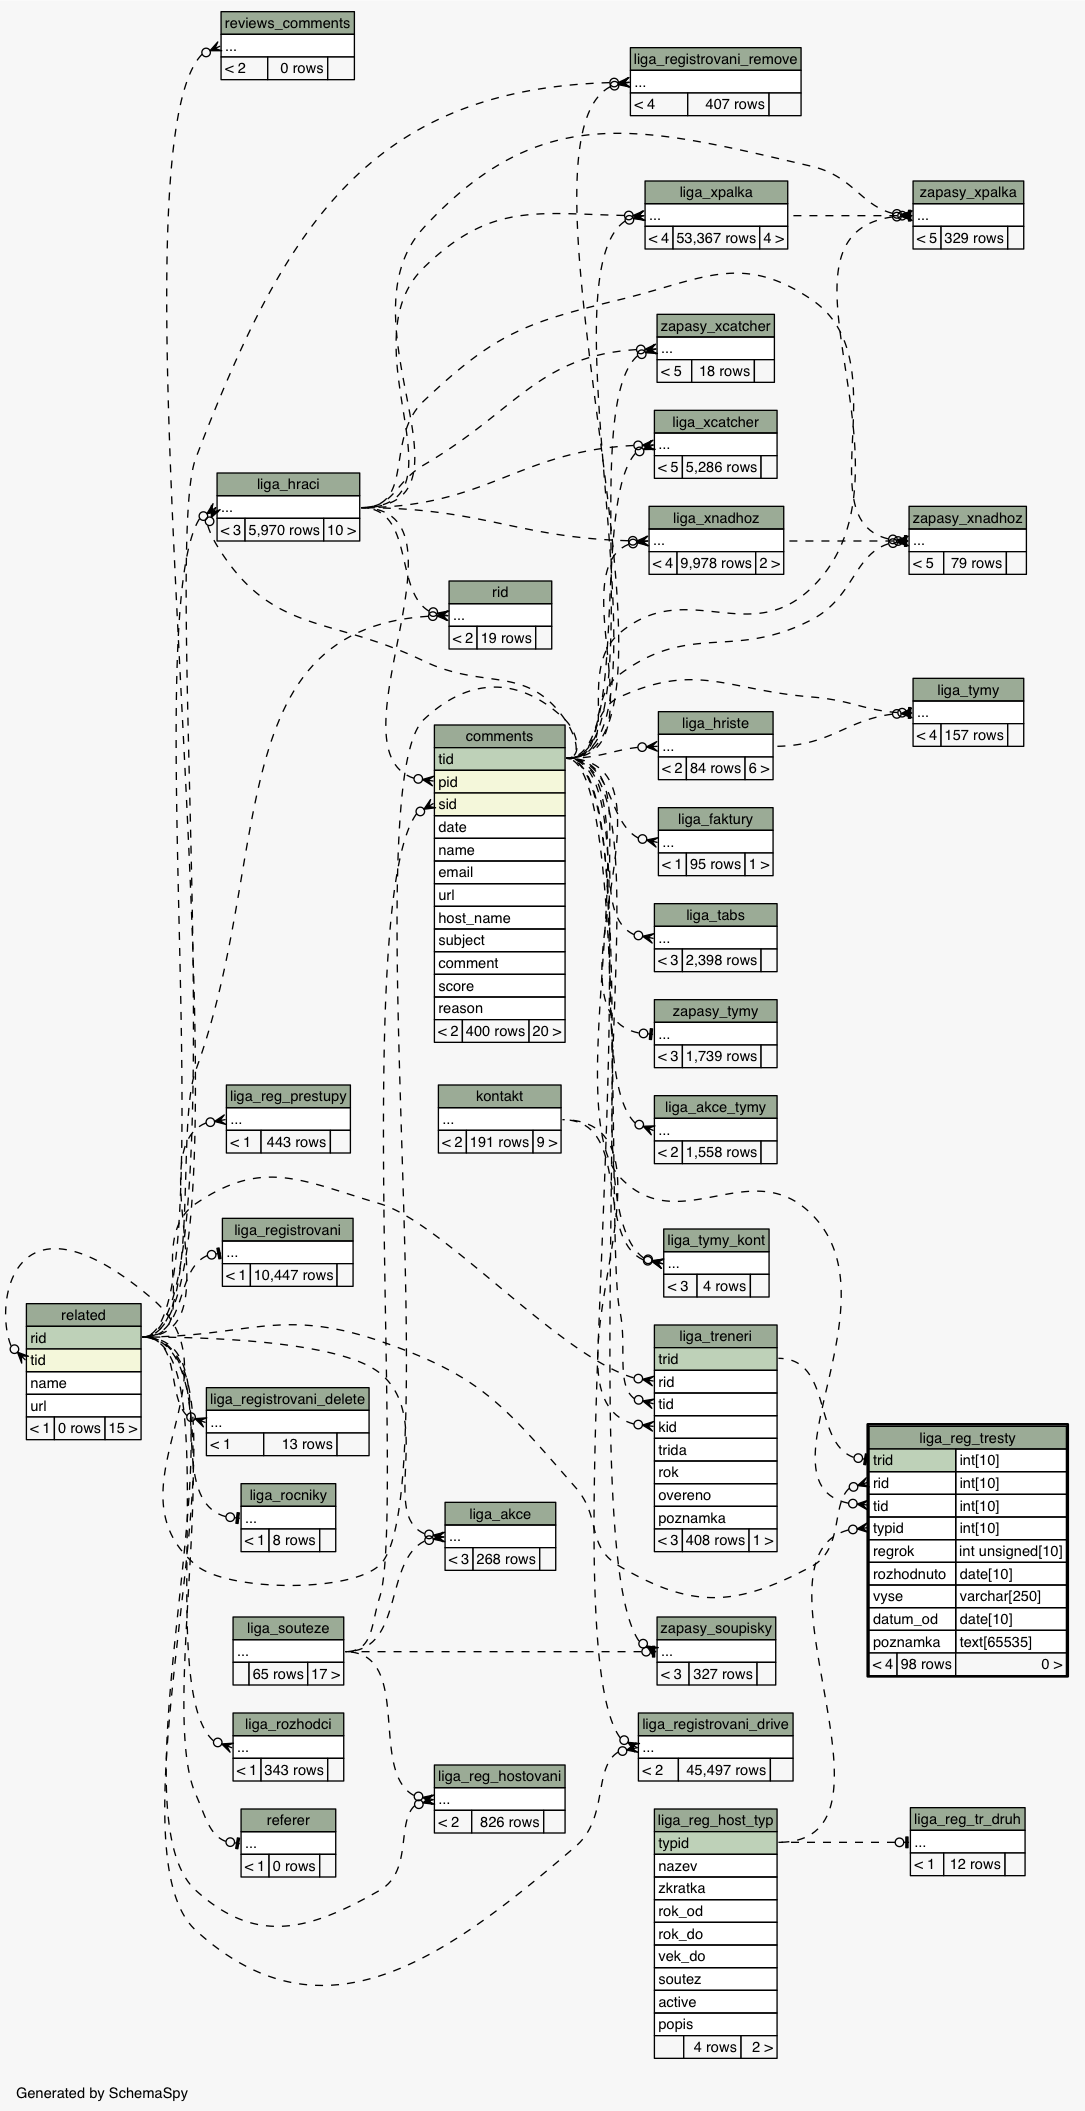 reviews_comments
...
< 2 0 rows
liga_registrovani_remove
...
< 4 407 rows
liga_xpalka
...
< 4 53,367 rows 4 >
zapasy_xpalka
...
< 5 329 rows
zapasy_xcatcher
...
< 5 18 rows
liga_xcatcher
...
< 5 5,286 rows
liga_hraci
...
< 3 5,970 rows 10 >
liga_xnadhoz
...
< 4 9,978 rows 2 >
zapasy_xnadhoz
...
< 5 79 rows
rid
...
< 2 19 rows
liga_tymy
...
< 4 157 rows
liga_hriste
...
< 2 84 rows 6 >
comments
tid
pid
sid
date
name
email
url
host_name
subject
comment
score
reason
< 2 400 rows 20 >
liga_faktury
...
< 1 95 rows 1 >
liga_tabs
...
< 3 2,398 rows
zapasy_tymy
...
< 3 1,739 rows
liga_reg_prestupy
...
< 1 443 rows
kontakt
...
< 2 191 rows 9 >
liga_akce_tymy
...
< 2 1,558 rows
liga_registrovani
...
< 1 10,447 rows
liga_tymy_kont
...
< 3 4 rows
related
rid
tid
name
url
< 1 0 rows 15 >
liga_treneri
trid
rid
tid
kid
trida
rok
overeno
poznamka
< 3 408 rows 1 >
liga_registrovani_delete
...
< 1 13 rows
liga_reg_tresty
trid int[10]
rid int[10]
tid int[10]
typid int[10]
regrok int unsigned[10]
rozhodnuto date[10]
vyse varchar[250]
datum_od date[10]
poznamka text[65535]
< 4 98 rows 0 >
liga_rocniky
...
< 1 8 rows
liga_akce
...
< 3 268 rows
liga_souteze
...
65 rows 17 >
zapasy_soupisky
...
< 3 327 rows
liga_rozhodci
...
< 1 343 rows
liga_registrovani_drive
...
< 2 45,497 rows
liga_reg_hostovani
...
< 2 826 rows
referer
...
< 1 0 rows
liga_reg_host_typ
typid
nazev
zkratka
rok_od
rok_do
vek_do
soutez
active
popis
4 rows 2 >
liga_reg_tr_druh
...
< 1 12 rows
Generated by SchemaSpy